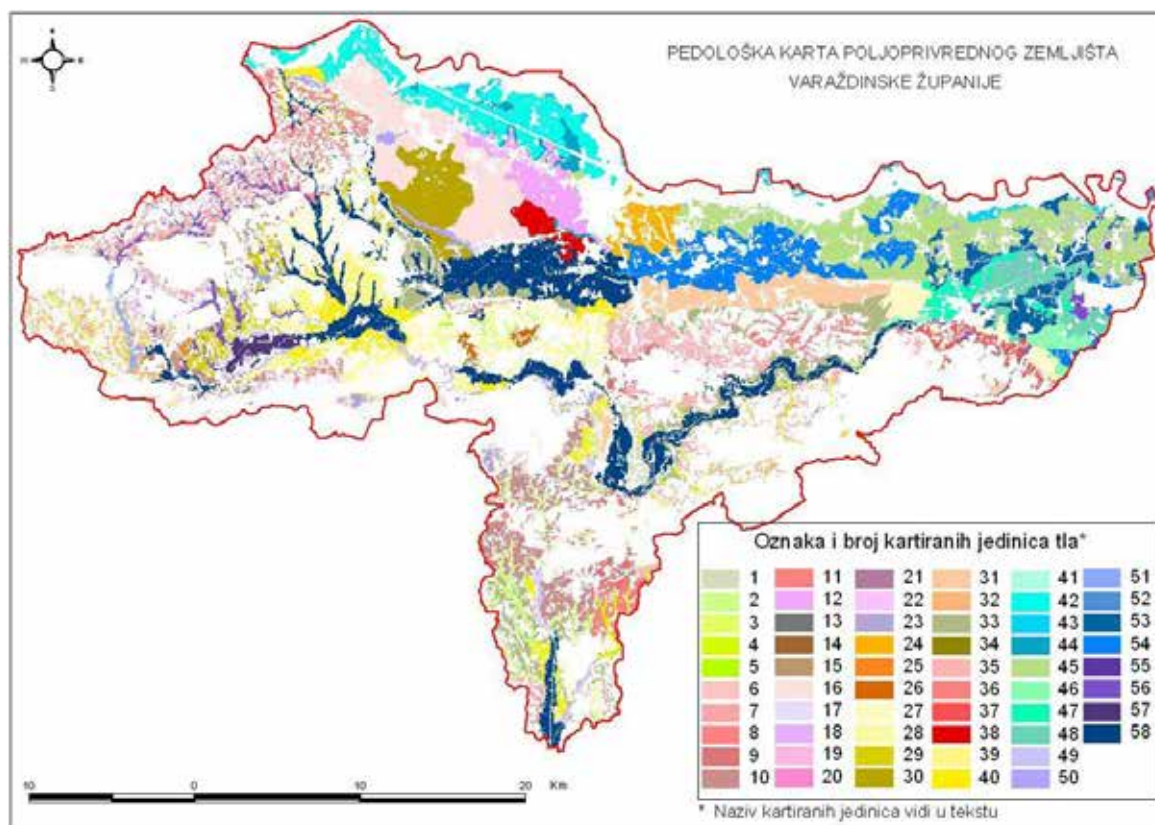 PEDOLOŠKA KARTA POLJOPRIVREDNOG ZEMLJIŠTA
VARAŽDINSKE ŽUPANIJE
Oznaka i broj kartiranih jedinica tla*
1 11 21 31 41 51
2 12 22 32 42 52
3 13 23 33 43 53
4 14 24 34 44 54
5 15 25 35 45 55
6 16 26 36 46 56
7 17 27 37 47 57
8 18 28 38 48 58
9 19 29 39 49
10 20 30 40 50
10 0 10 20 Km
* Naziv kartiranih jedinica vidi u tekstu